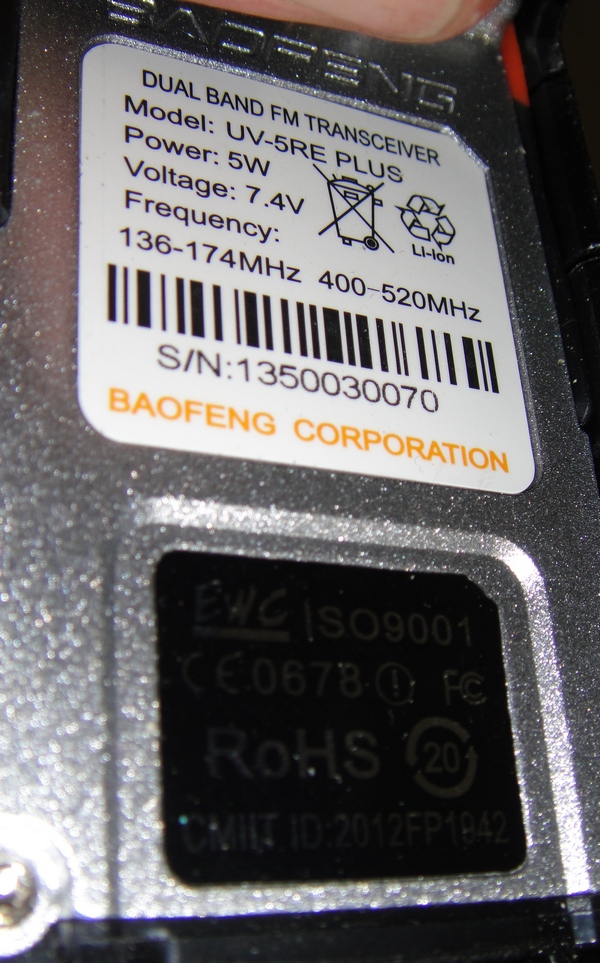 BAOFENG
DUAL BAND FM TRANSCEIVER
Model: UV-5RE PLUS
Power: 5W
Voltage: 7.4V
Frequency:
Li-ion
136-174MHz 400-520MHz
S/N:1350030070
BAOFENG CORPORATION
EWC ISO9001
CE0678 FC
RoHS 20
CMIIT ID:2012FP1942